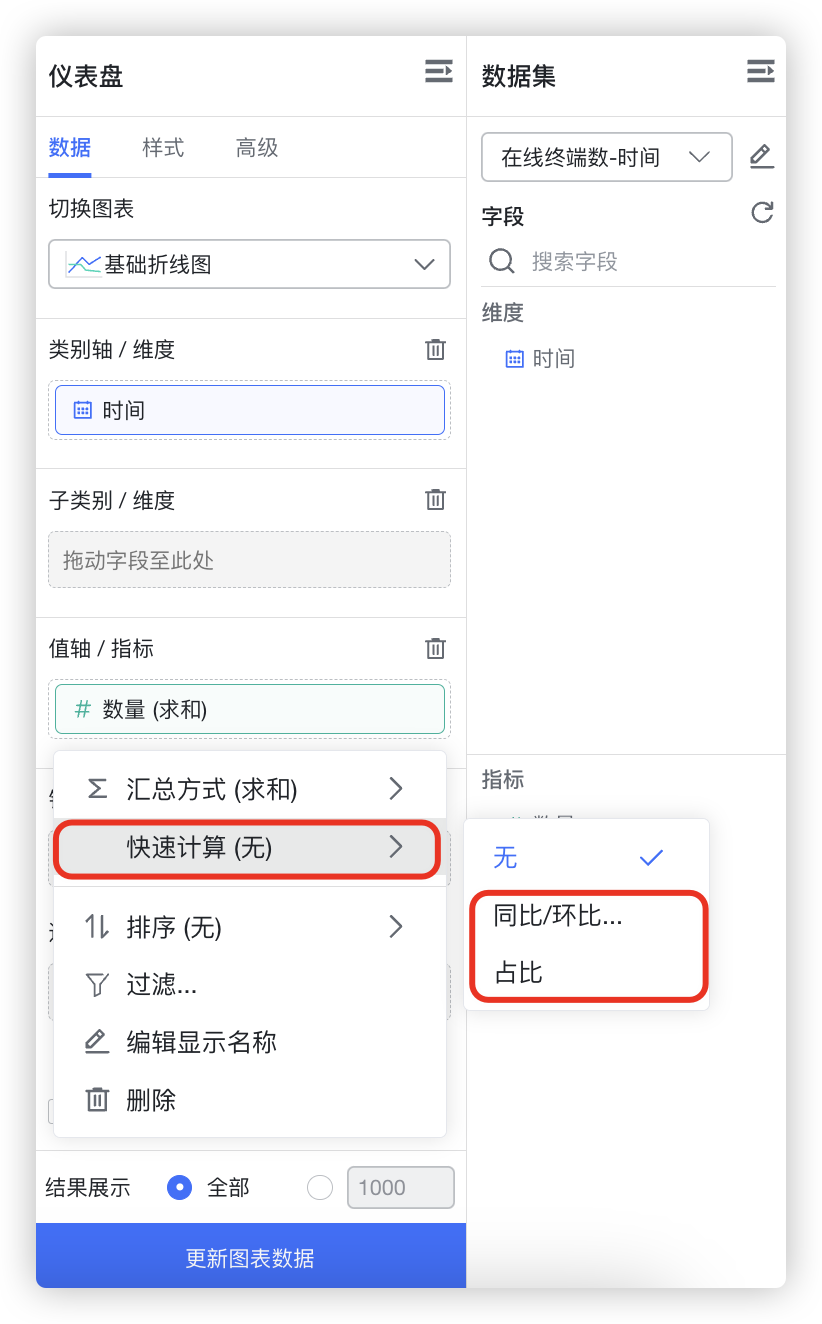 仪表盘
数据 样式 高级
切换图表
基础折线图
类别轴 / 维度
时间
子类别 / 维度
拖动字段至此处
值轴 / 指标
# 数量 (求和)
汇总方式 (求和)
快速计算 (无)
排序 (无)
过滤...
编辑显示名称
删除
结果展示 全部 1000
更新图表数据
数据集
在线终端数-时间
字段
搜索字段
维度
时间
指标
无
同比/环比...
占比